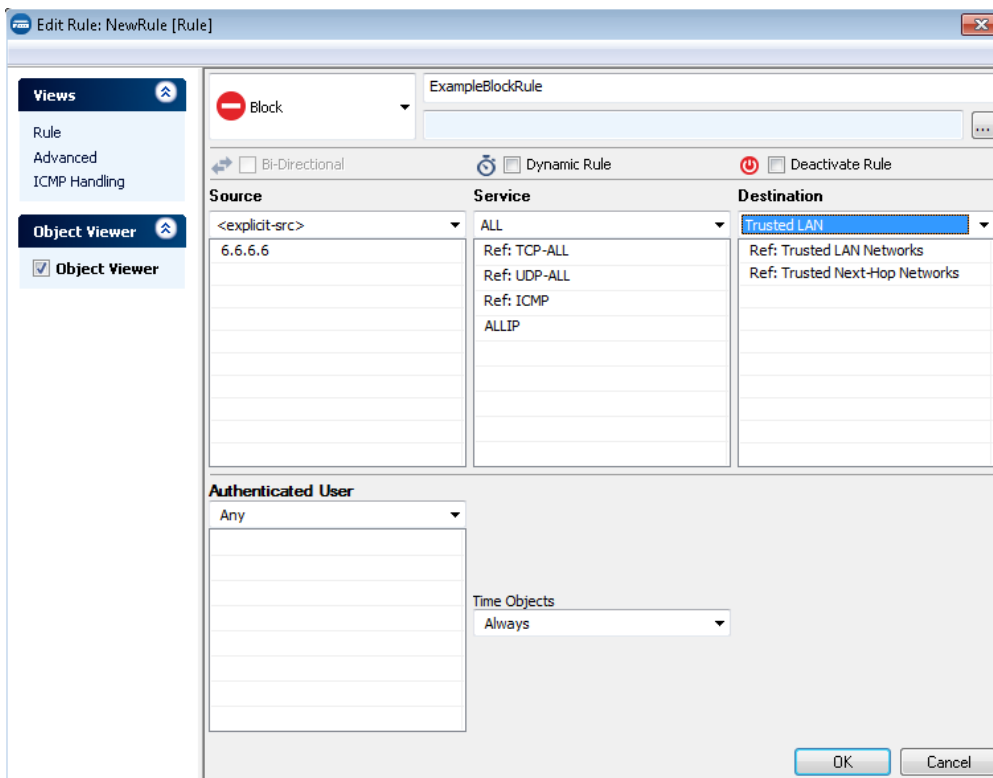 Edit Rule: NewRule [Rule]
Views
Rule
Advanced
ICMP Handling
Object Viewer
Object Viewer
Block
ExampleBlockRule
...
Bi-Directional
Dynamic Rule
Deactivate Rule
Source
Service
Destination
<explicit-src>
ALL
Trusted LAN
6.6.6.6
Ref: TCP-ALL
Ref: Trusted LAN Networks
Ref: UDP-ALL
Ref: Trusted Next-Hop Networks
Ref: ICMP
ALLIP
Authenticated User
Any
Time Objects
Always
OK
Cancel